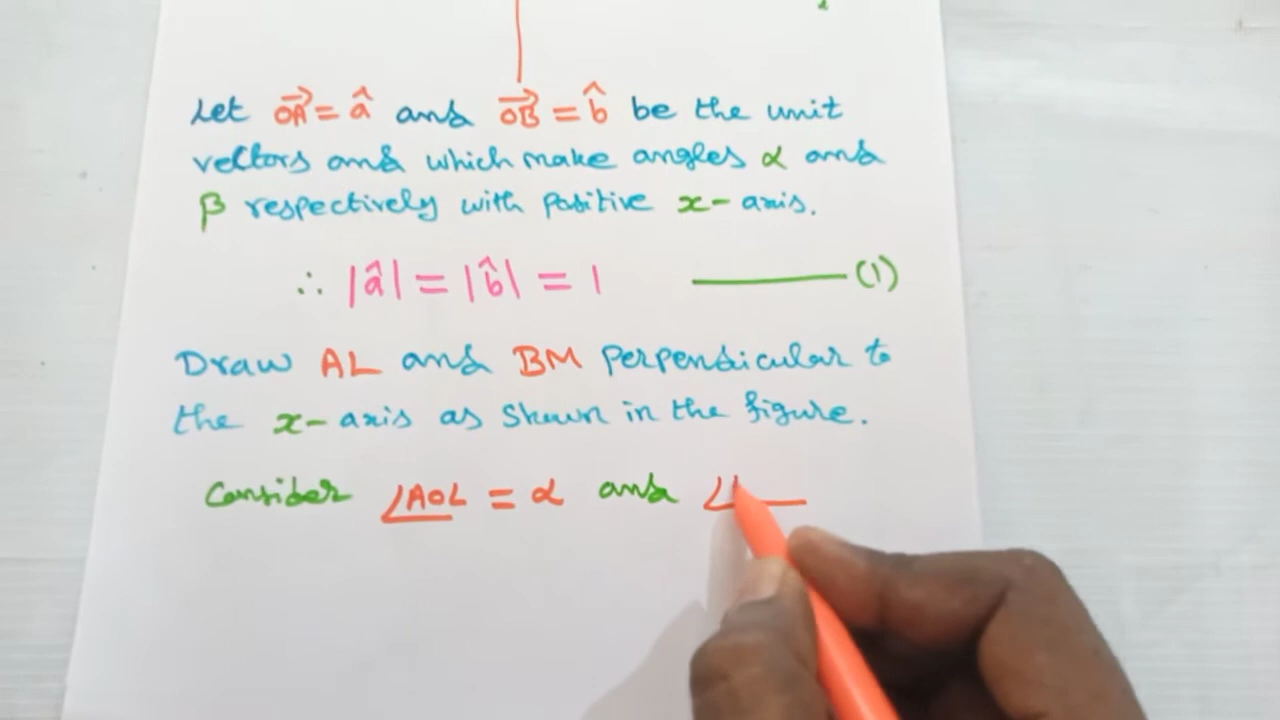 Let OA⃗ = â and OB⃗ = b̂ be the unit
vectors and which make angles α and
β respectively with positive x- axis.
∴ |â| = |b̂| = 1 (1)
Draw AL and BM perpendicular to
the x- axis as shown in the figure.
Consider ∠AOL = α and ∠